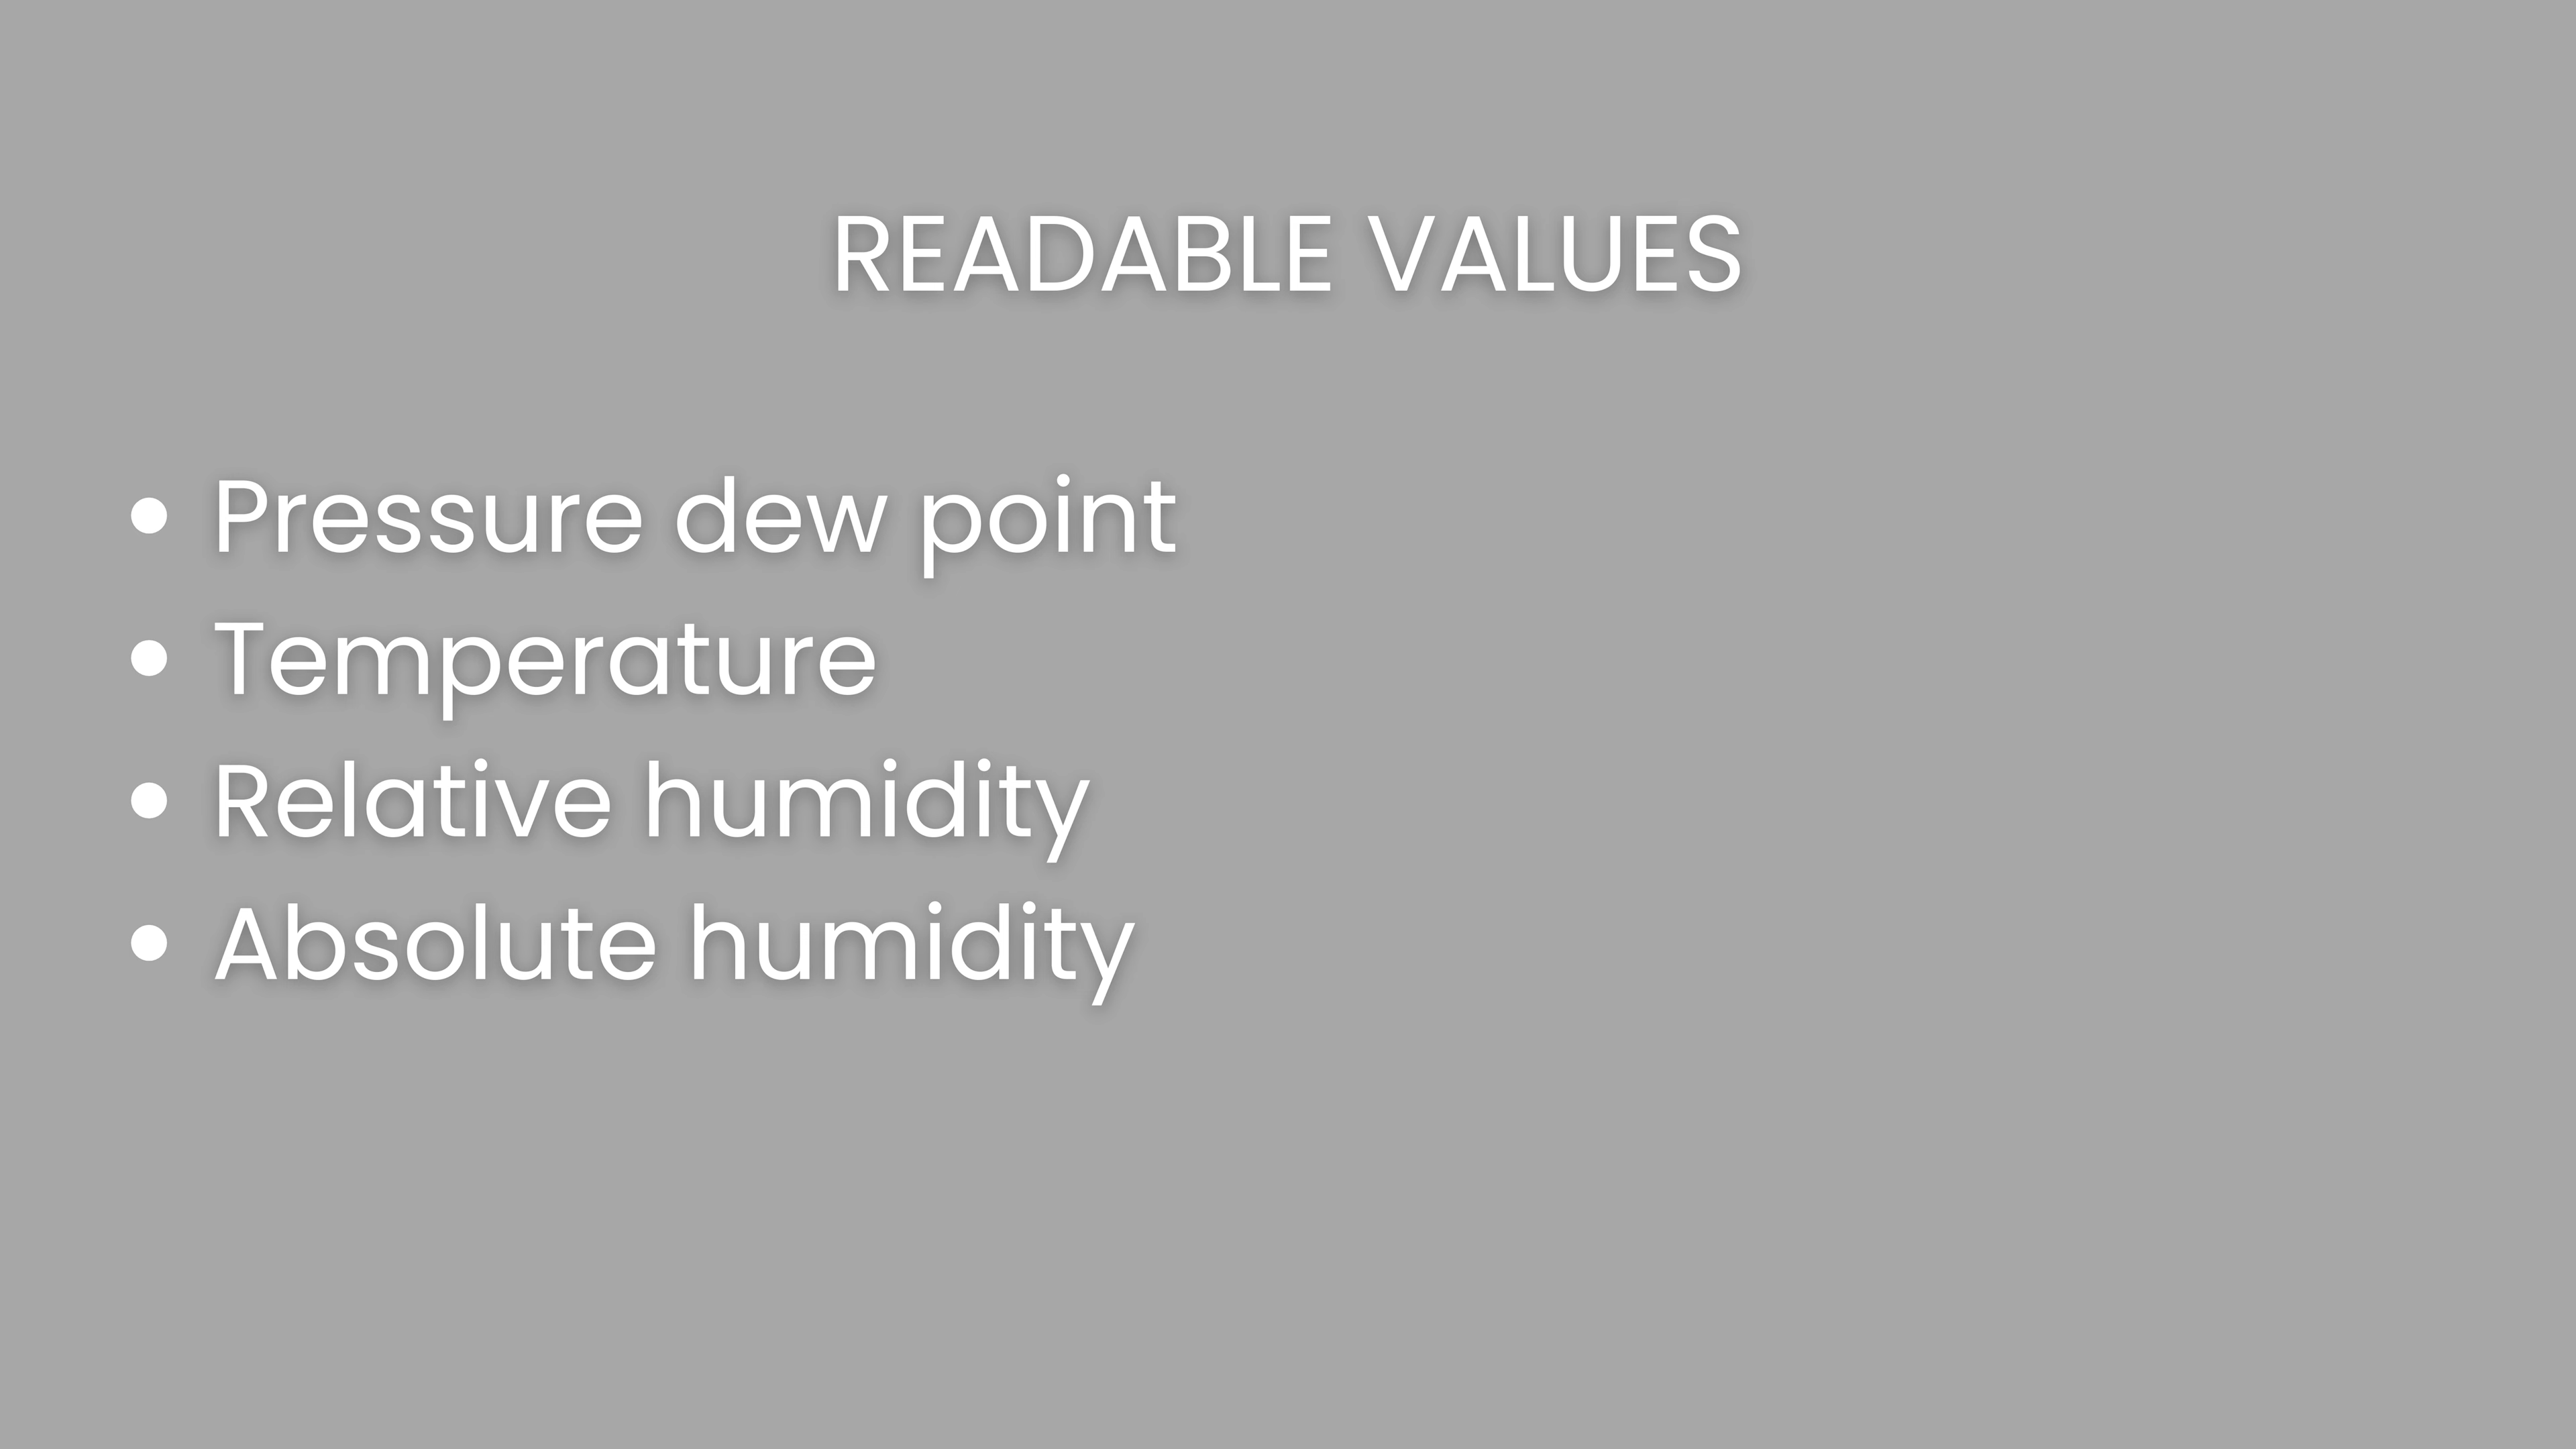 READABLE VALUES
• Pressure dew point
• Temperature
• Relative humidity
• Absolute humidity